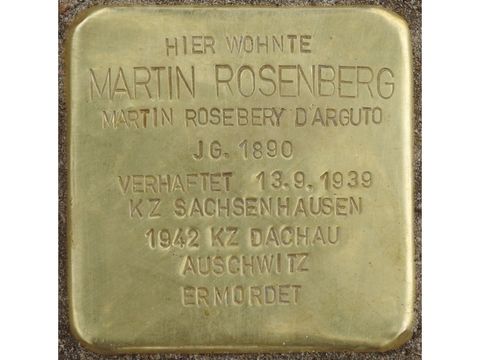 HIER WOHNTE
MARTIN ROSENBERG
MARTIN ROSEBERY D'ARGUTO
JG. 1890
VERHAFTET 13.9.1939
KZ SACHSENHAUSEN
1942 KZ DACHAU
AUSCHWITZ
ERMORDET